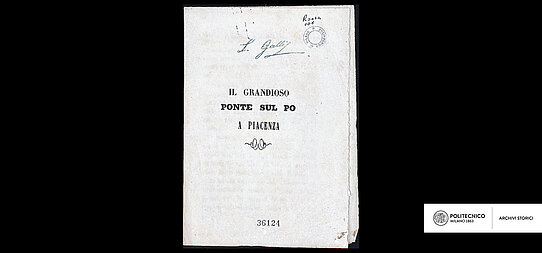 IL GRANDIOSO
PONTE SUL PO
A PIACENZA
36124
POLITECNICO
MILANO 1863
ARCHIVI STORICI